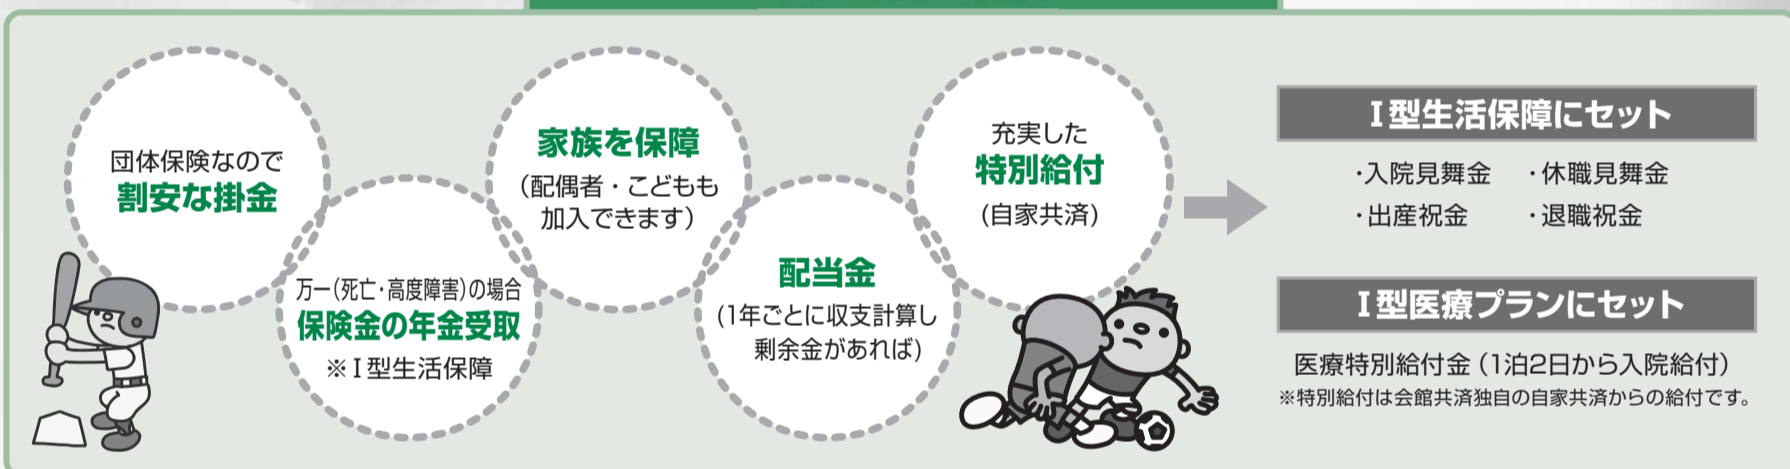 団体保険なので
割安な掛金
万一(死亡・高度障害)の場合
保険金の年金受取
※Ⅰ型生活保障
家族を保障
(配偶者・こどもも
加入できます)
配当金
(1年ごとに収支計算し
剰余金があれば)
充実した
特別給付
(自家共済)
Ⅰ型生活保障にセット
・入院見舞金 ・休職見舞金
・出産祝金 ・退職祝金
Ⅰ型医療プランにセット
医療特別給付金(1泊2日から入院給付)
※特別給付は会館共済独自の自家共済からの給付です。